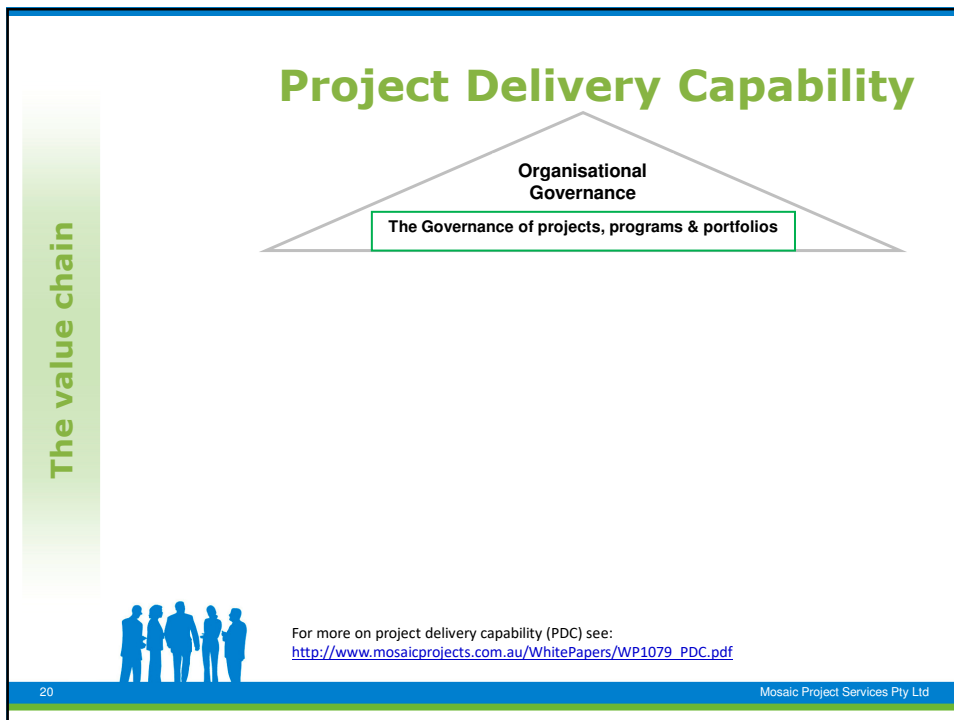 Project Delivery Capability
Organisational
Governance
The Governance of projects, programs & portfolios
The value chain
For more on project delivery capability (PDC) see:
http://www.mosaicprojects.com.au/WhitePapers/WP1079_PDC.pdf
20
Mosaic Project Services Pty Ltd